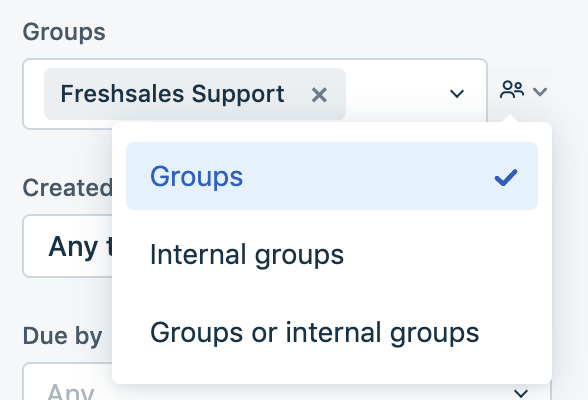 Groups
Freshsales Support
Groups
Created
Internal groups
Any
Groups or internal groups
Due by
Any